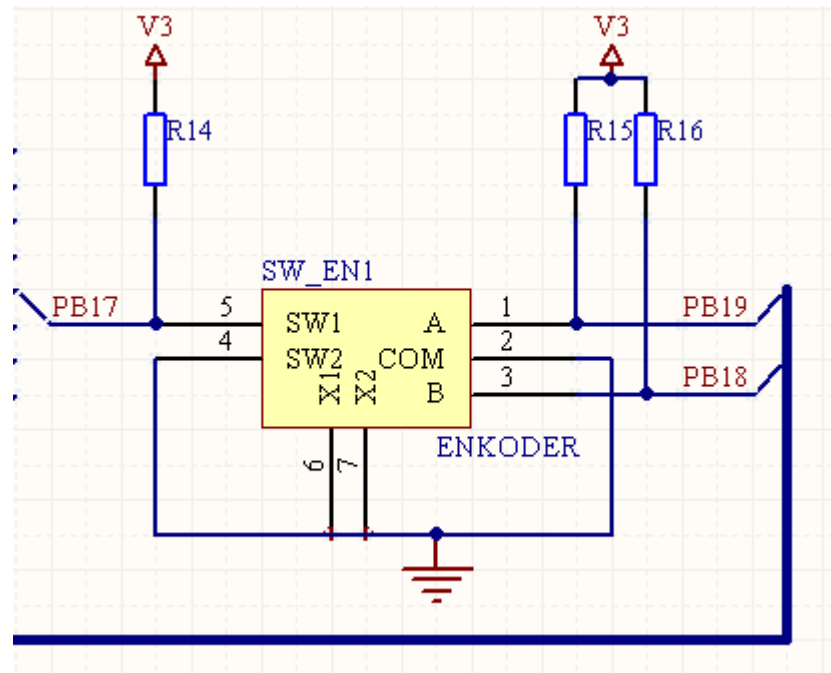 V3
V3
R14
R15
R16
SW_EN1
PB17
5
SW1
A
1
PB19
4
SW2
COM
2
X1
X2
B
3
PB18
6
7
ENKODER